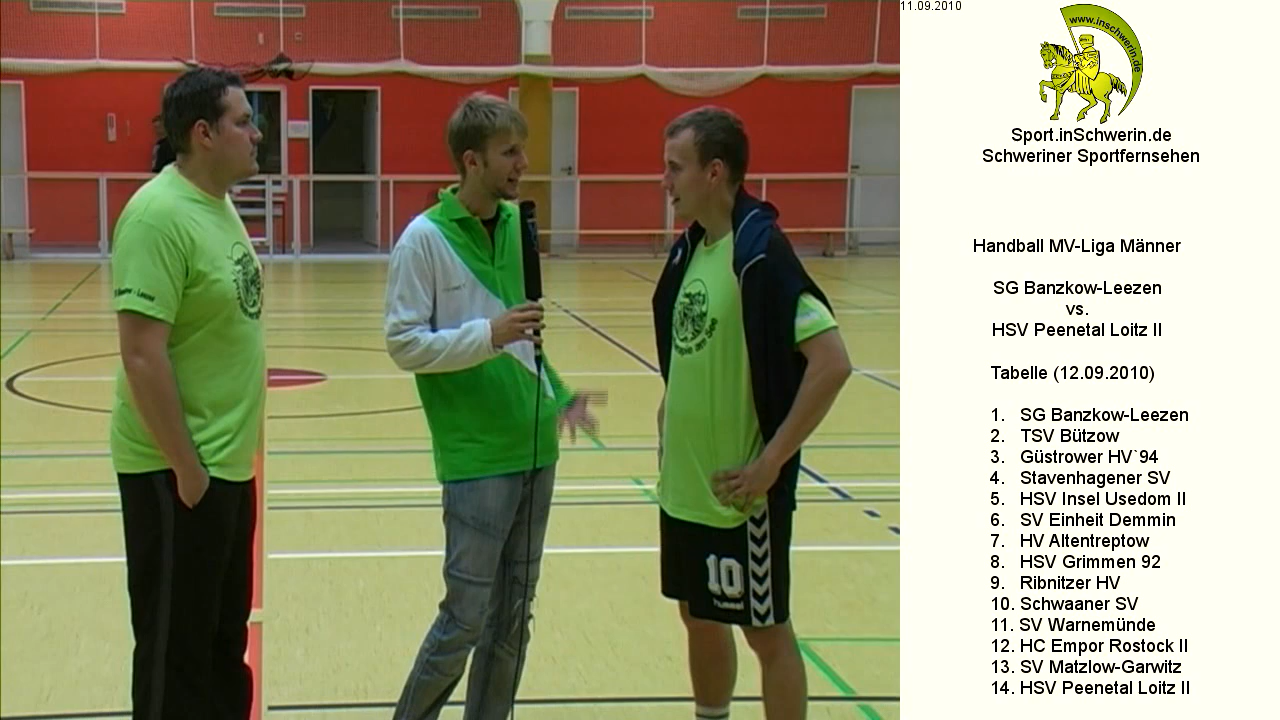 11.09.2010
www.inschwerin.de
Sport.inSchwerin.de
Schweriner Sportfernsehen
Handball MV-Liga Männer
SG Banzkow-Leezen
vs.
HSV Peenetal Loitz II
Tabelle (12.09.2010)
1. SG Banzkow-Leezen
2. TSV Bützow
3. Güstrower HV`94
4. Stavenhagener SV
5. HSV Insel Usedom II
6. SV Einheit Demmin
7. HV Altentreptow
8. HSV Grimmen 92
9. Ribnitzer HV
10. Schwaaner SV
11. SV Warnemünde
12. HC Empor Rostock II
13. SV Matzlow-Garwitz
14. HSV Peenetal Loitz II
10
hummel
am See